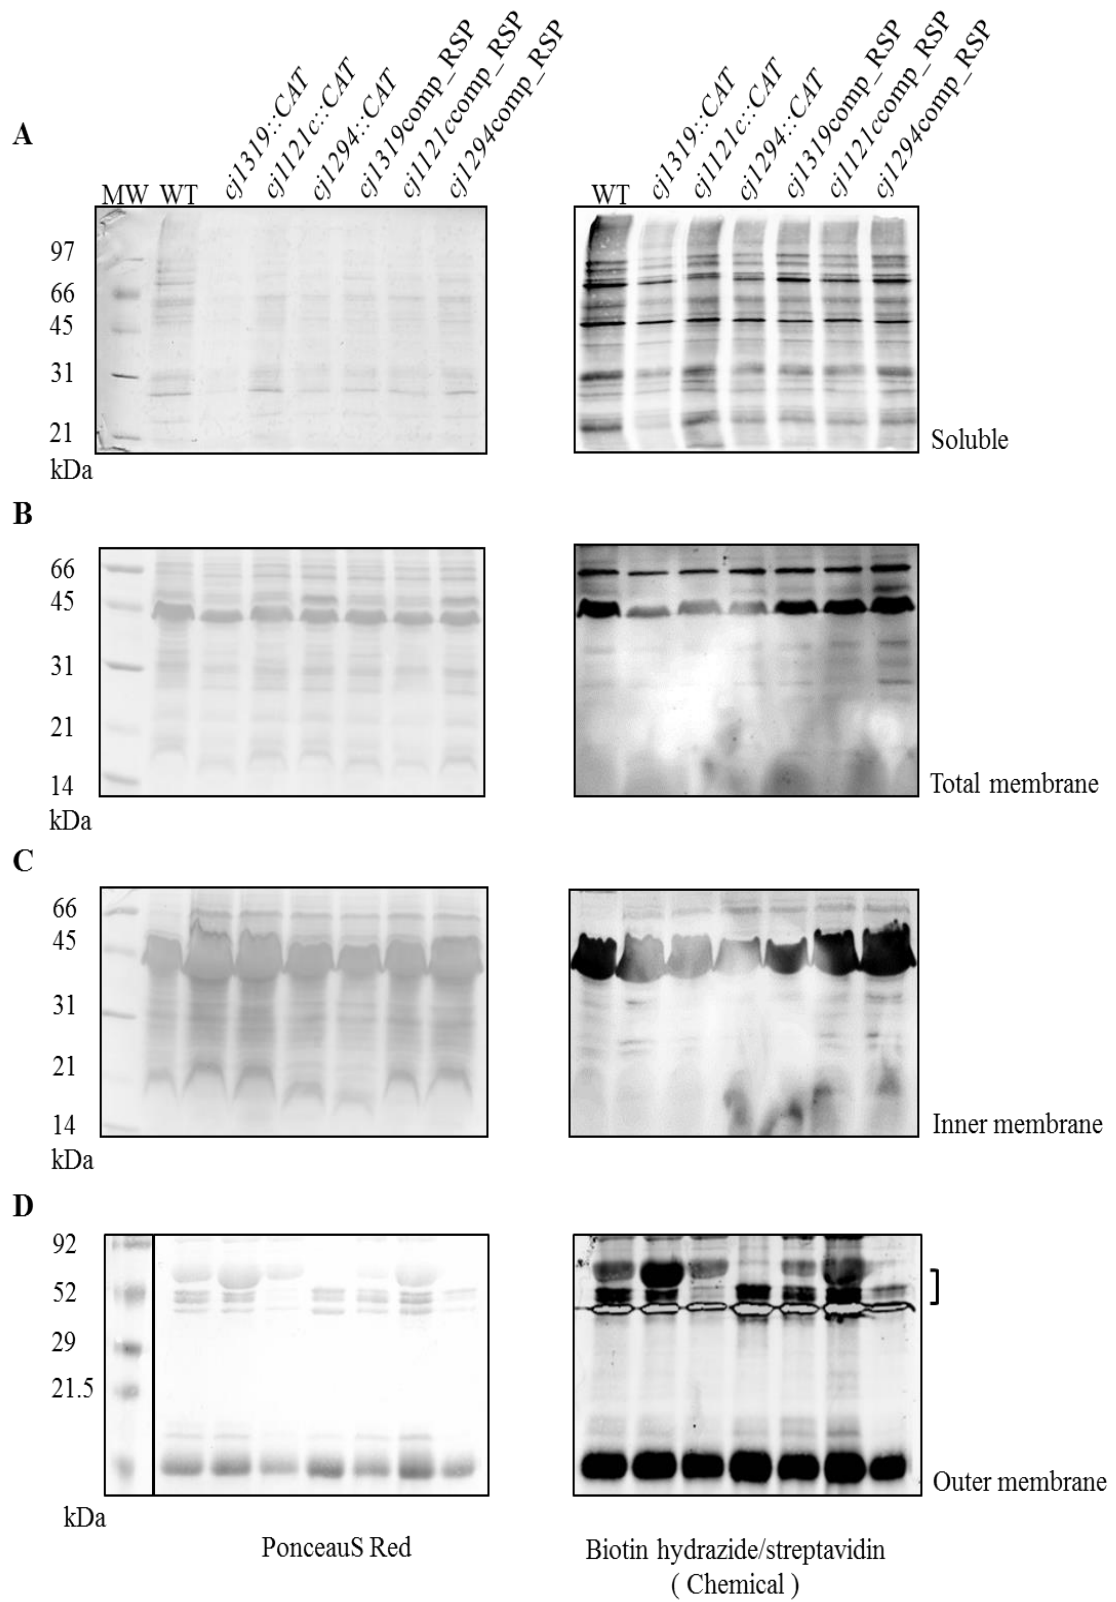 A
MW
WT
cj1319::CAT
cj1121c::CAT
cj1294::CAT
cj1319comp_RSP
cj1121ccomp_RSP
cj1294comp_RSP
WT
cj1319::CAT
cj1121c::CAT
cj1294::CAT
cj1319comp_RSP
cj1121ccomp_RSP
cj1294comp_RSP
97
66
45
31
21
kDa
Soluble
B
66
45
31
21
14
kDa
Total membrane
C
66
45
31
21
14
kDa
Inner membrane
D
92
52
29
21.5
kDa
Outer membrane
PonceauS Red
Biotin hydrazide/streptavidin
( Chemical )